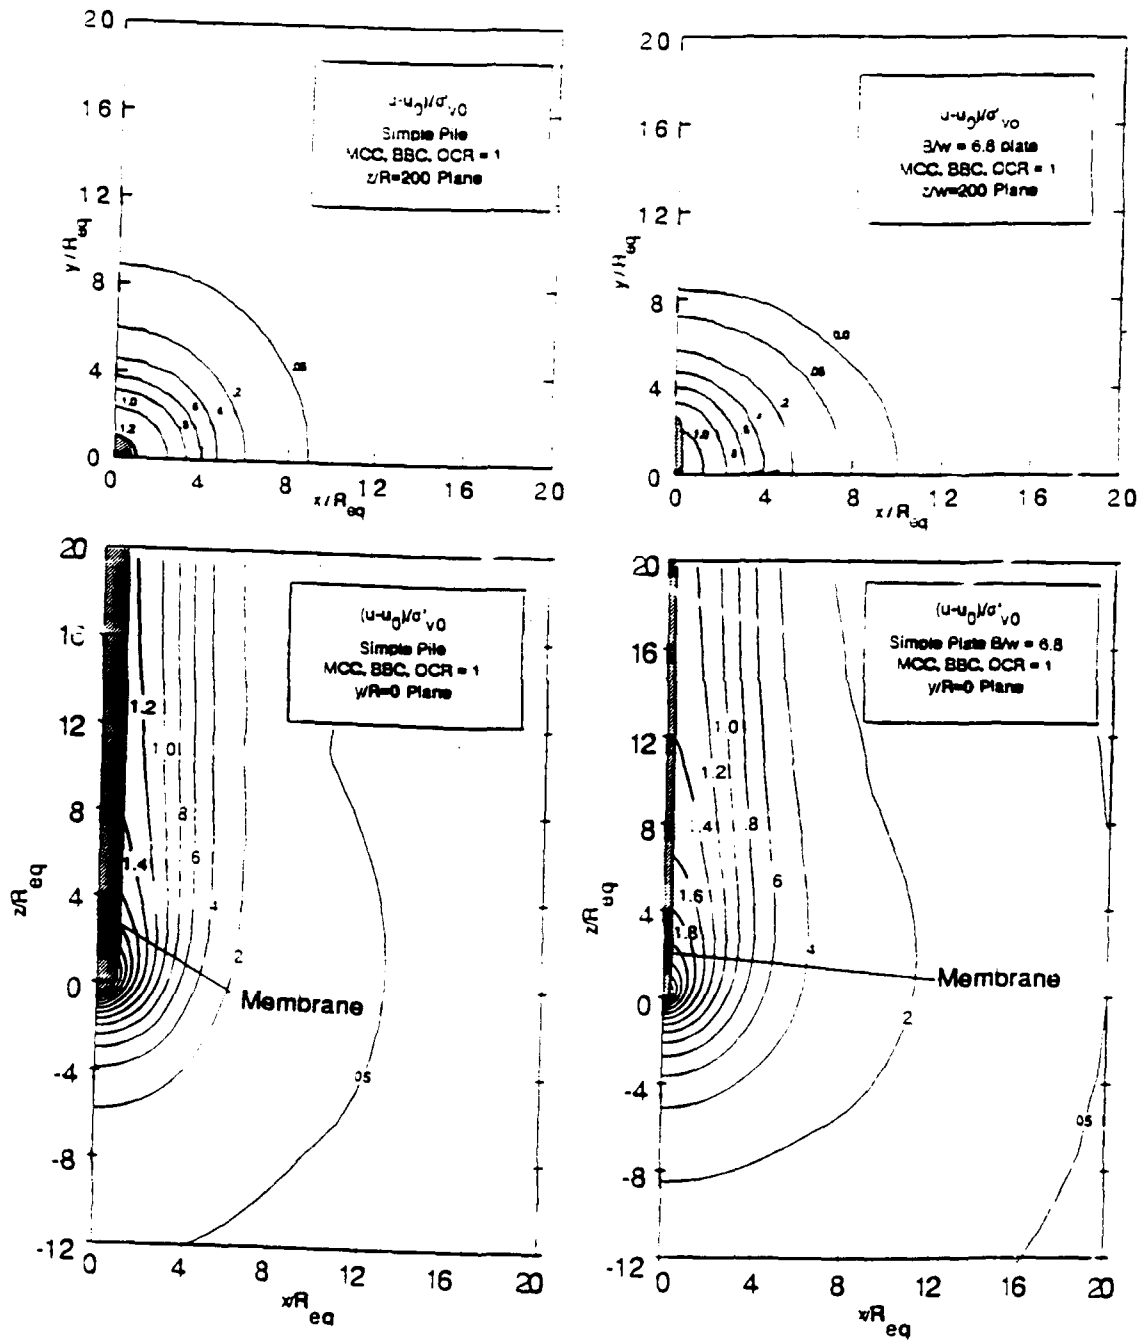 20
16
12
8
4
0
y/R_eq
u-u_0)/σ'_v0
Simple Pile
MCC, BBC, OCR = 1
z/R=200 Plane
.05
.2
.4
.6
.8
1.0
1.2
0 4 8 12 16 20
x/R_eq
20
16
12
8
4
0
y/R_eq
u-u_0)/σ'_v0
B/w = 6.8 plate
MCC, BBC, OCR = 1
z/w=200 Plane
0.0
.05
.2
1.0
0 4 8 12 16 20
x/R_eq
20
16
12
8
4
0
-4
-8
-12
z/R_eq
(u-u_0)/σ'_v0
Simple Pile
MCC, BBC, OCR = 1
y/R=0 Plane
1.2
1.0
.8
6
1.4
2
05
Membrane
0 4 8 12 16 20
x/R_eq
20
16
12
8
4
0
-4
-8
-12
z/R_eq
(u-u_0)/σ'_v0
Simple Plate B/w = 6.8
MCC, BBC, OCR = 1
y/R=0 Plane
1.0
1.2
1.4
.8
1.6
6
1.8
4
2
05
Membrane
0 4 8 12 16 20
x/R_eq